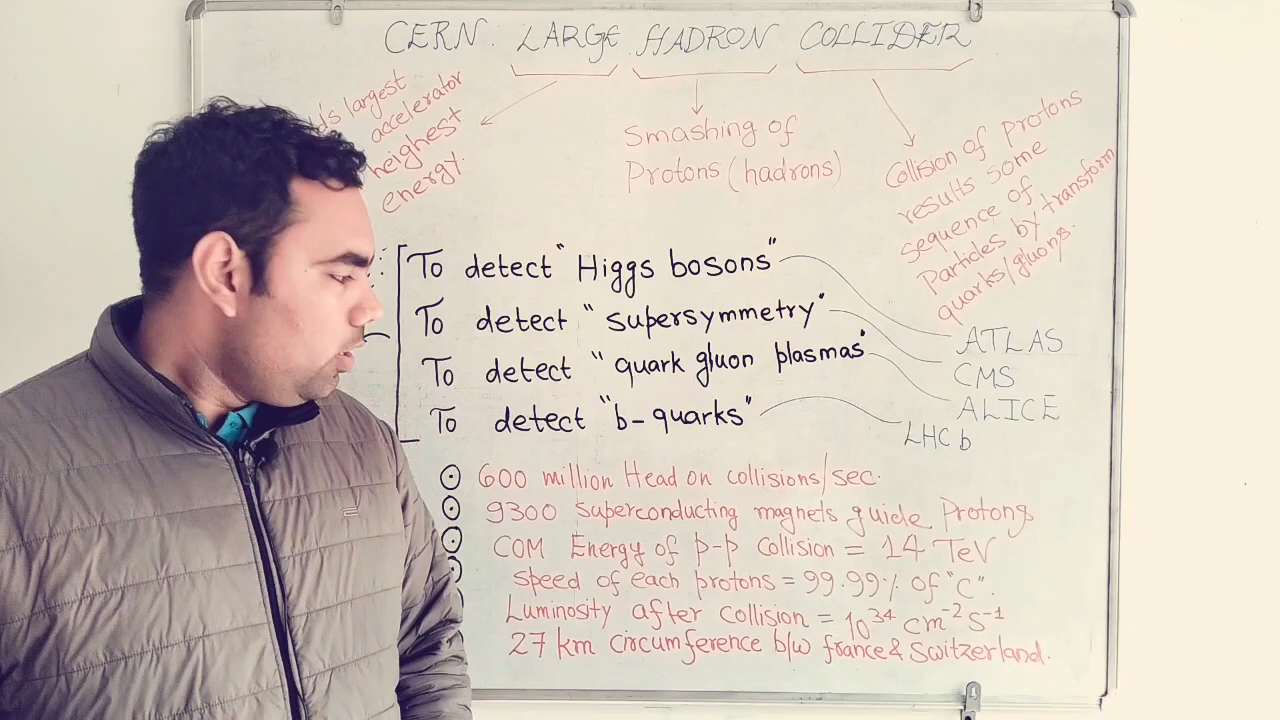 CERN. LARGE HADRON COLLIDER
largest
accelerator
heighest
energy.
Smashing of
Protons (hadrons)
Collision of protons
results some
sequence of
Particles by transform
quarks/gluons.
To detect "Higgs bosons"
To detect "supersymmetry"
To detect "quark gluon plasmas"
To detect "b-quarks"
ATLAS
CMS
ALICE
LHC b
600 million Head on collisions/sec.
9300 Superconducting magnets guide Protons
COM Energy of p-p collision = 14 TeV
Speed of each protons = 99.99% of "C".
Luminosity after collision = 10³⁴ cm⁻² s⁻¹
27 km circumference b/w france & Switzerland.